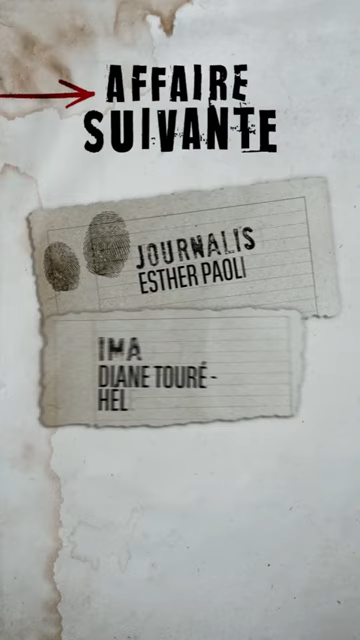 AFFAIRE
SUIVANTE
JOURNALIS
ESTHER PAOLI
IMA
DIANE TOURÉ -
HEL